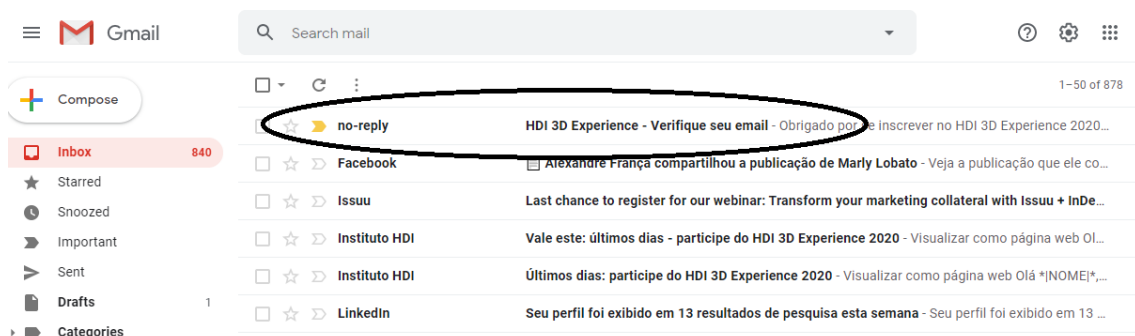 Gmail
Search mail
Compose
1–50 of 878
no-reply HDI 3D Experience - Verifique seu email - Obrigado por se inscrever no HDI 3D Experience 2020...
Inbox 840
Facebook Alexandre França compartilhou a publicação de Marly Lobato - Veja a publicação que ele co...
Starred
Issuu Last chance to register for our webinar: Transform your marketing collateral with Issuu + InDe...
Snoozed
Instituto HDI Vale este: últimos dias - participe do HDI 3D Experience 2020 - Visualizar como página web Ol...
Important
Sent
Instituto HDI Últimos dias: participe do HDI 3D Experience 2020 - Visualizar como página web Olá *|NOME|*,...
Drafts 1
LinkedIn Seu perfil foi exibido em 13 resultados de pesquisa esta semana - Seu perfil foi exibido em 13 ...
Categories